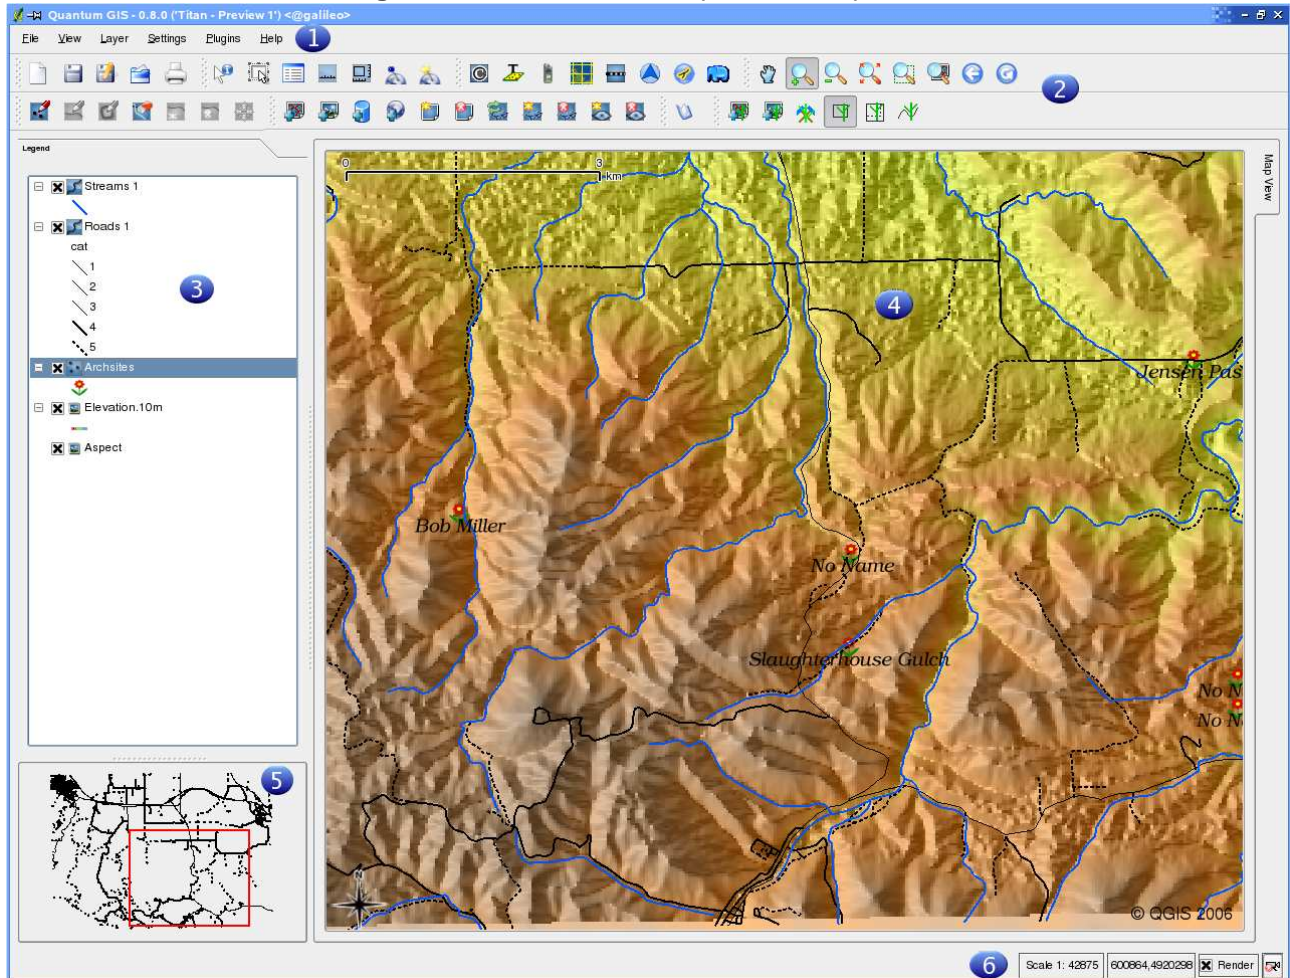 Quantum GIS - 0.8.0 ('Titan - Preview 1') <@galileo>
File View Layer Settings Plugins Help 1
2
Legend
Map View
Streams 1
Roads 1
cat
1
2
3
4
5
Archsites
Elevation.10m
Aspect
3
0 3
km
4
Jensen Pas
Bob Miller
No Name
Slaughterhouse Gulch
No N
No N
5
N
© QGIS 2006
6
Scale 1: 42875 600864,4920298 Render